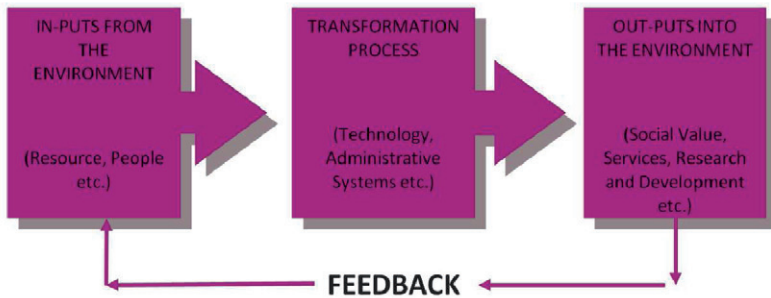 IN-PUTS FROM
THE
ENVIRONMENT
(Resource, People
etc.)
TRANSFORMATION
PROCESS
(Technology,
Administrative
Systems etc.)
OUT-PUTS INTO
THE ENVIRONMENT
(Social Value,
Services, Research
and Development
etc.)
FEEDBACK